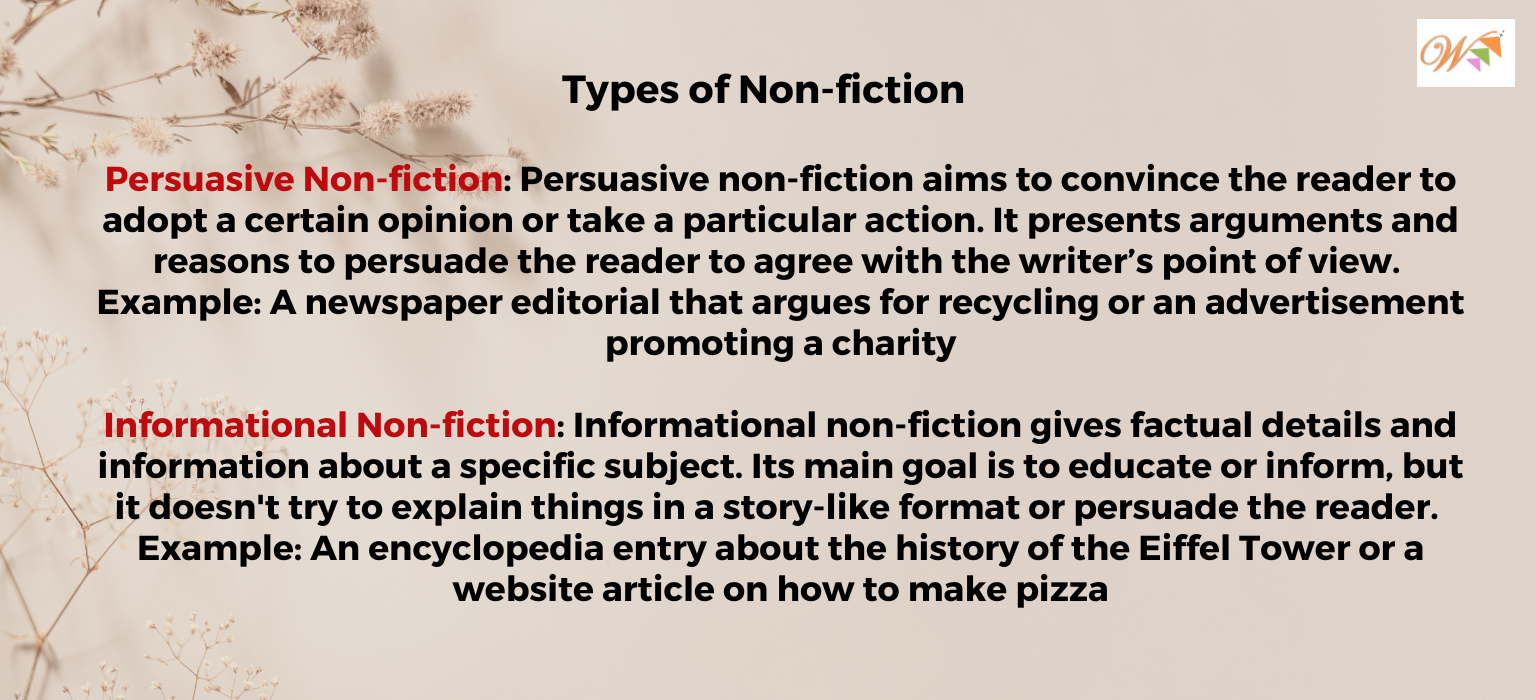 W
Types of Non-fiction
Persuasive Non-fiction: Persuasive non-fiction aims to convince the reader to
adopt a certain opinion or take a particular action. It presents arguments and
reasons to persuade the reader to agree with the writer’s point of view.
Example: A newspaper editorial that argues for recycling or an advertisement
promoting a charity
Informational Non-fiction: Informational non-fiction gives factual details and
information about a specific subject. Its main goal is to educate or inform, but
it doesn't try to explain things in a story-like format or persuade the reader.
Example: An encyclopedia entry about the history of the Eiffel Tower or a
website article on how to make pizza